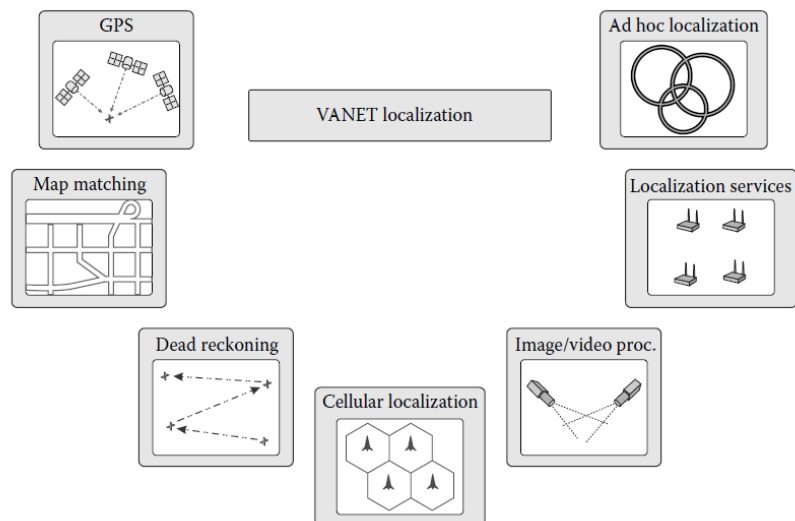 GPS
Ad hoc localization
VANET localization
Map matching
Localization services
Dead reckoning
Image/video proc.
Cellular localization